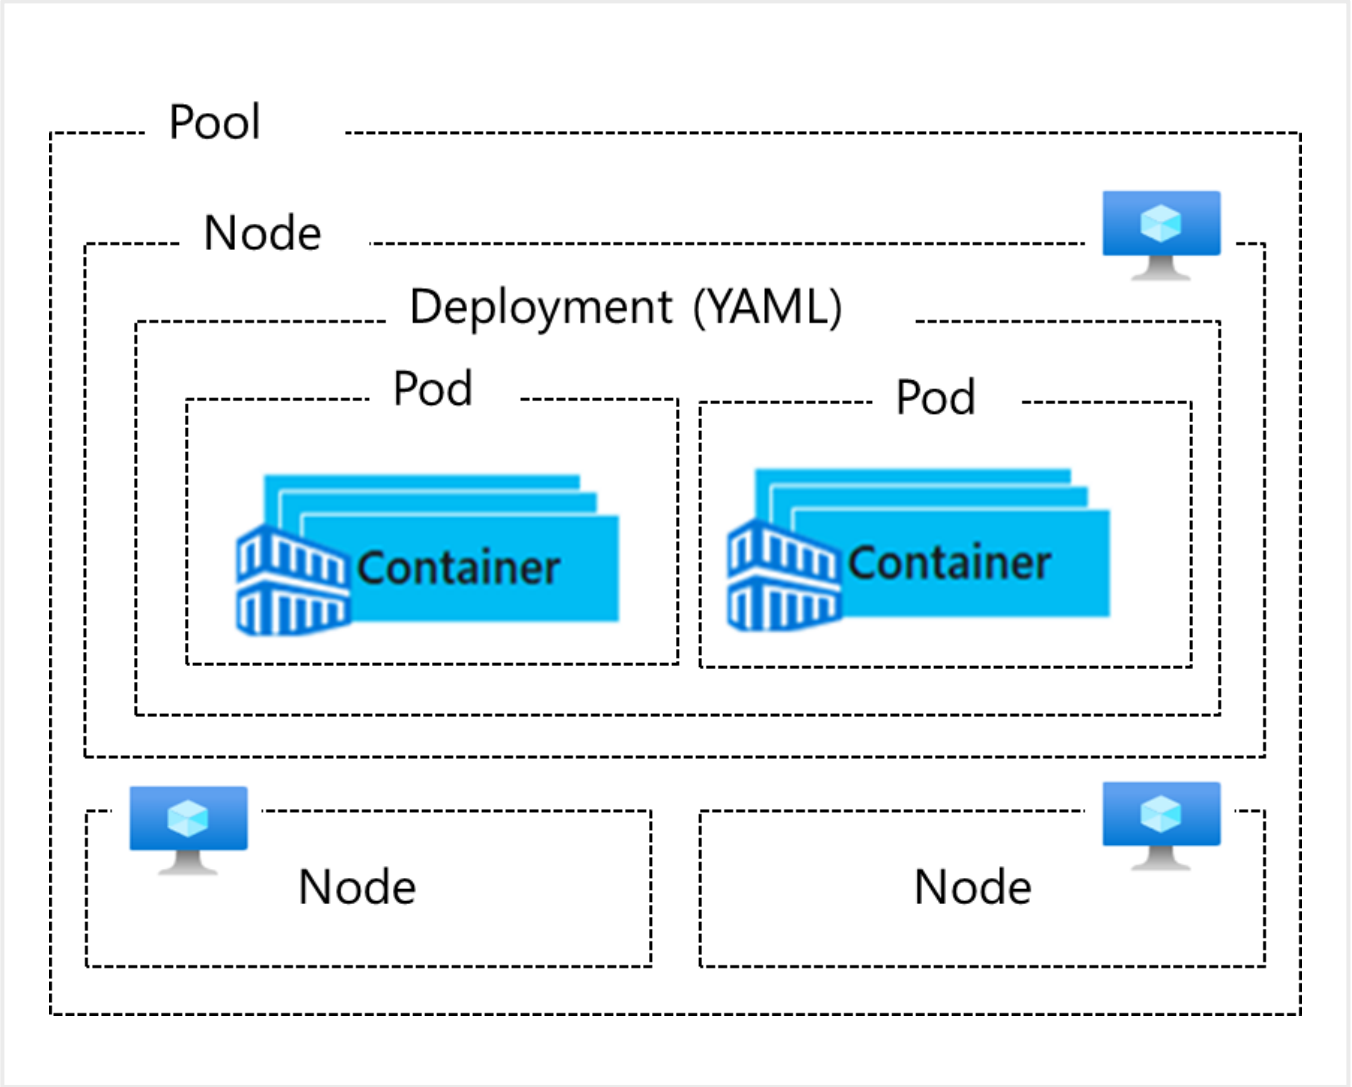 Pool
Node
Deployment (YAML)
Pod
Pod
Container
Container
Node
Node